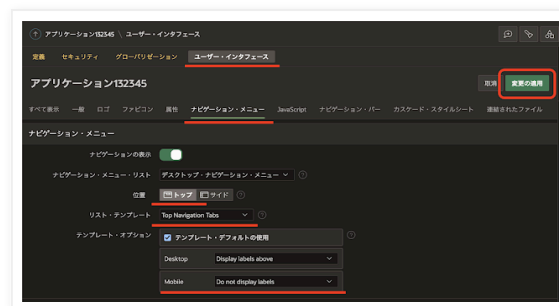 アプリケーション132345 \ ユーザー・インタフェース
定義 セキュリティ グローバリゼーション ユーザー・インタフェース
アプリケーション132345
取消 変更の適用
すべて表示 一般 ロゴ ファビコン 属性 ナビゲーション・メニュー JavaScript ナビゲーション・バー カスケード・スタイルシート 連結されたファイル
ナビゲーション・メニュー
ナビゲーションの表示
ナビゲーション・メニュー・リスト デスクトップ・ナビゲーション・メニュー
位置 トップ サイド
リスト・テンプレート Top Navigation Tabs
テンプレート・オプション テンプレート・デフォルトの使用
Desktop Display labels above
Mobile Do not display labels